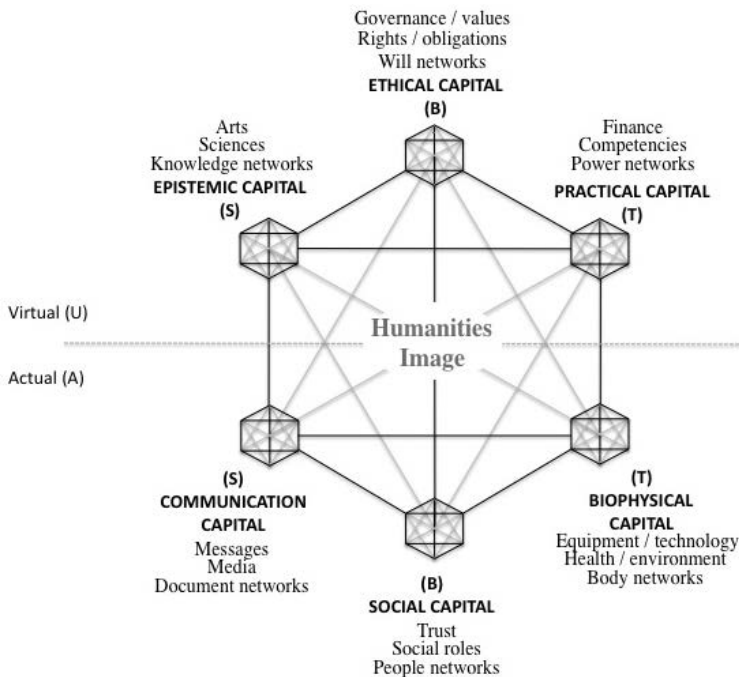 Governance / values
Rights / obligations
Will networks
ETHICAL CAPITAL
(B)
Arts
Sciences
Knowledge networks
EPISTEMIC CAPITAL
(S)
Finance
Competencies
Power networks
PRACTICAL CAPITAL
(T)
Virtual (U)
Humanities
Image
Actual (A)
(S)
COMMUNICATION
CAPITAL
Messages
Media
Document networks
(T)
BIOPHYSICAL
CAPITAL
Equipment / technology
Health / environment
Body networks
(B)
SOCIAL CAPITAL
Trust
Social roles
People networks